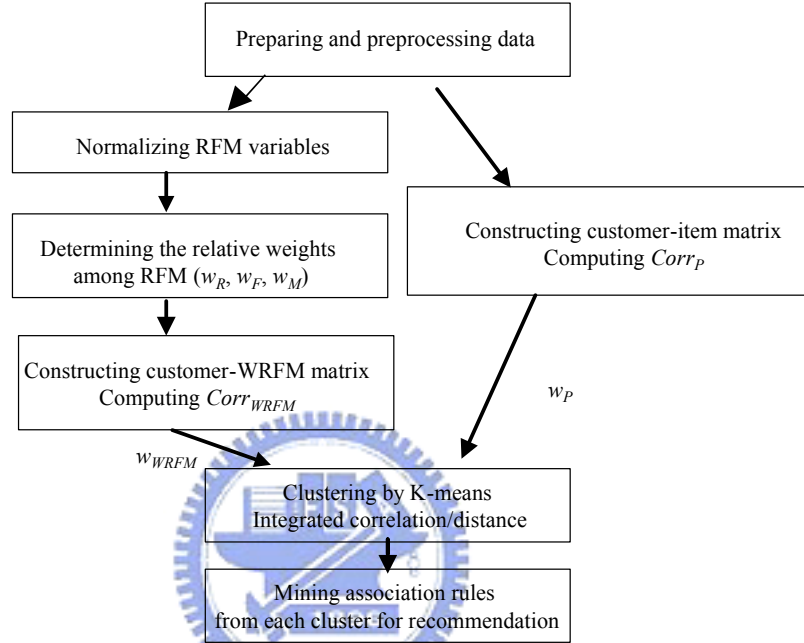 Preparing and preprocessing data
Normalizing RFM variables
Determining the relative weights
among RFM (w_R, w_F, w_M)
Constructing customer-item matrix
Computing Corr_P
Constructing customer-WRFM matrix
Computing Corr_WRFM
w_P
w_WRFM
Clustering by K-means
Integrated correlation/distance
Mining association rules
from each cluster for recommendation